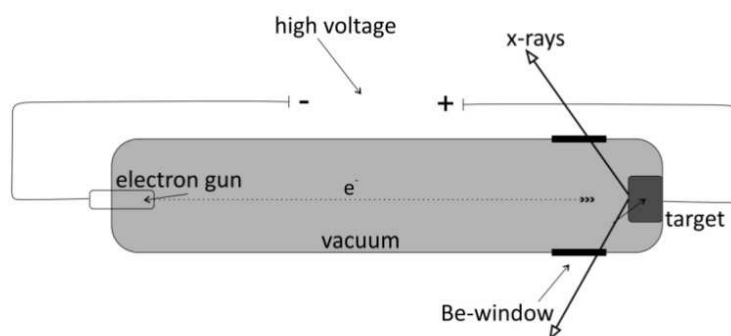 high voltage
x-rays
- +
electron gun
e-
vacuum
target
Be-window